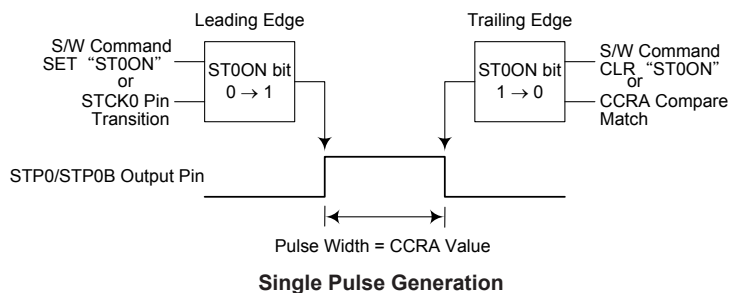 Leading Edge
Trailing Edge
S/W Command
SET “ST0ON”
or
STCK0 Pin
Transition
ST0ON bit
0 → 1
ST0ON bit
1 → 0
S/W Command
CLR “ST0ON”
or
CCRA Compare
Match
STP0/STP0B Output Pin
Pulse Width = CCRA Value
Single Pulse Generation